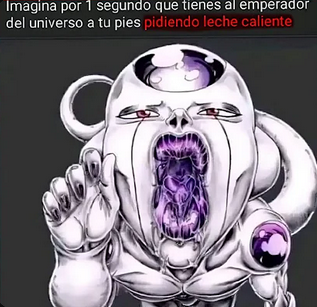 Imagina por 1 segundo que tienes al emperador
del universo a tu pies pidiendo leche caliente